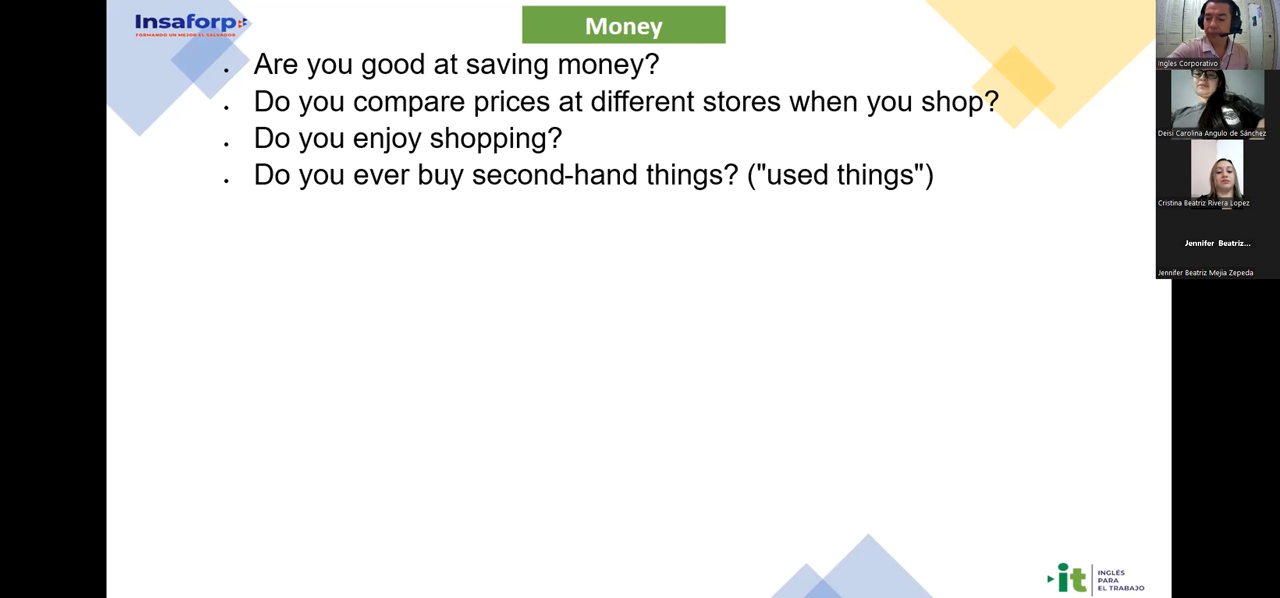 Insaforp
FORMANDO UN MEJOR EL SALVADOR
Money
• Are you good at saving money?
• Do you compare prices at different stores when you shop?
• Do you enjoy shopping?
• Do you ever buy second-hand things? ("used things")
Ingles Corporativo
Deisi Carolina Angulo de Sánchez
Cristina Beatriz Rivera Lopez
Jennifer Beatriz...
Jennifer Beatriz Mejia Zepeda
it
INGLÉS
PARA
EL TRABAJO